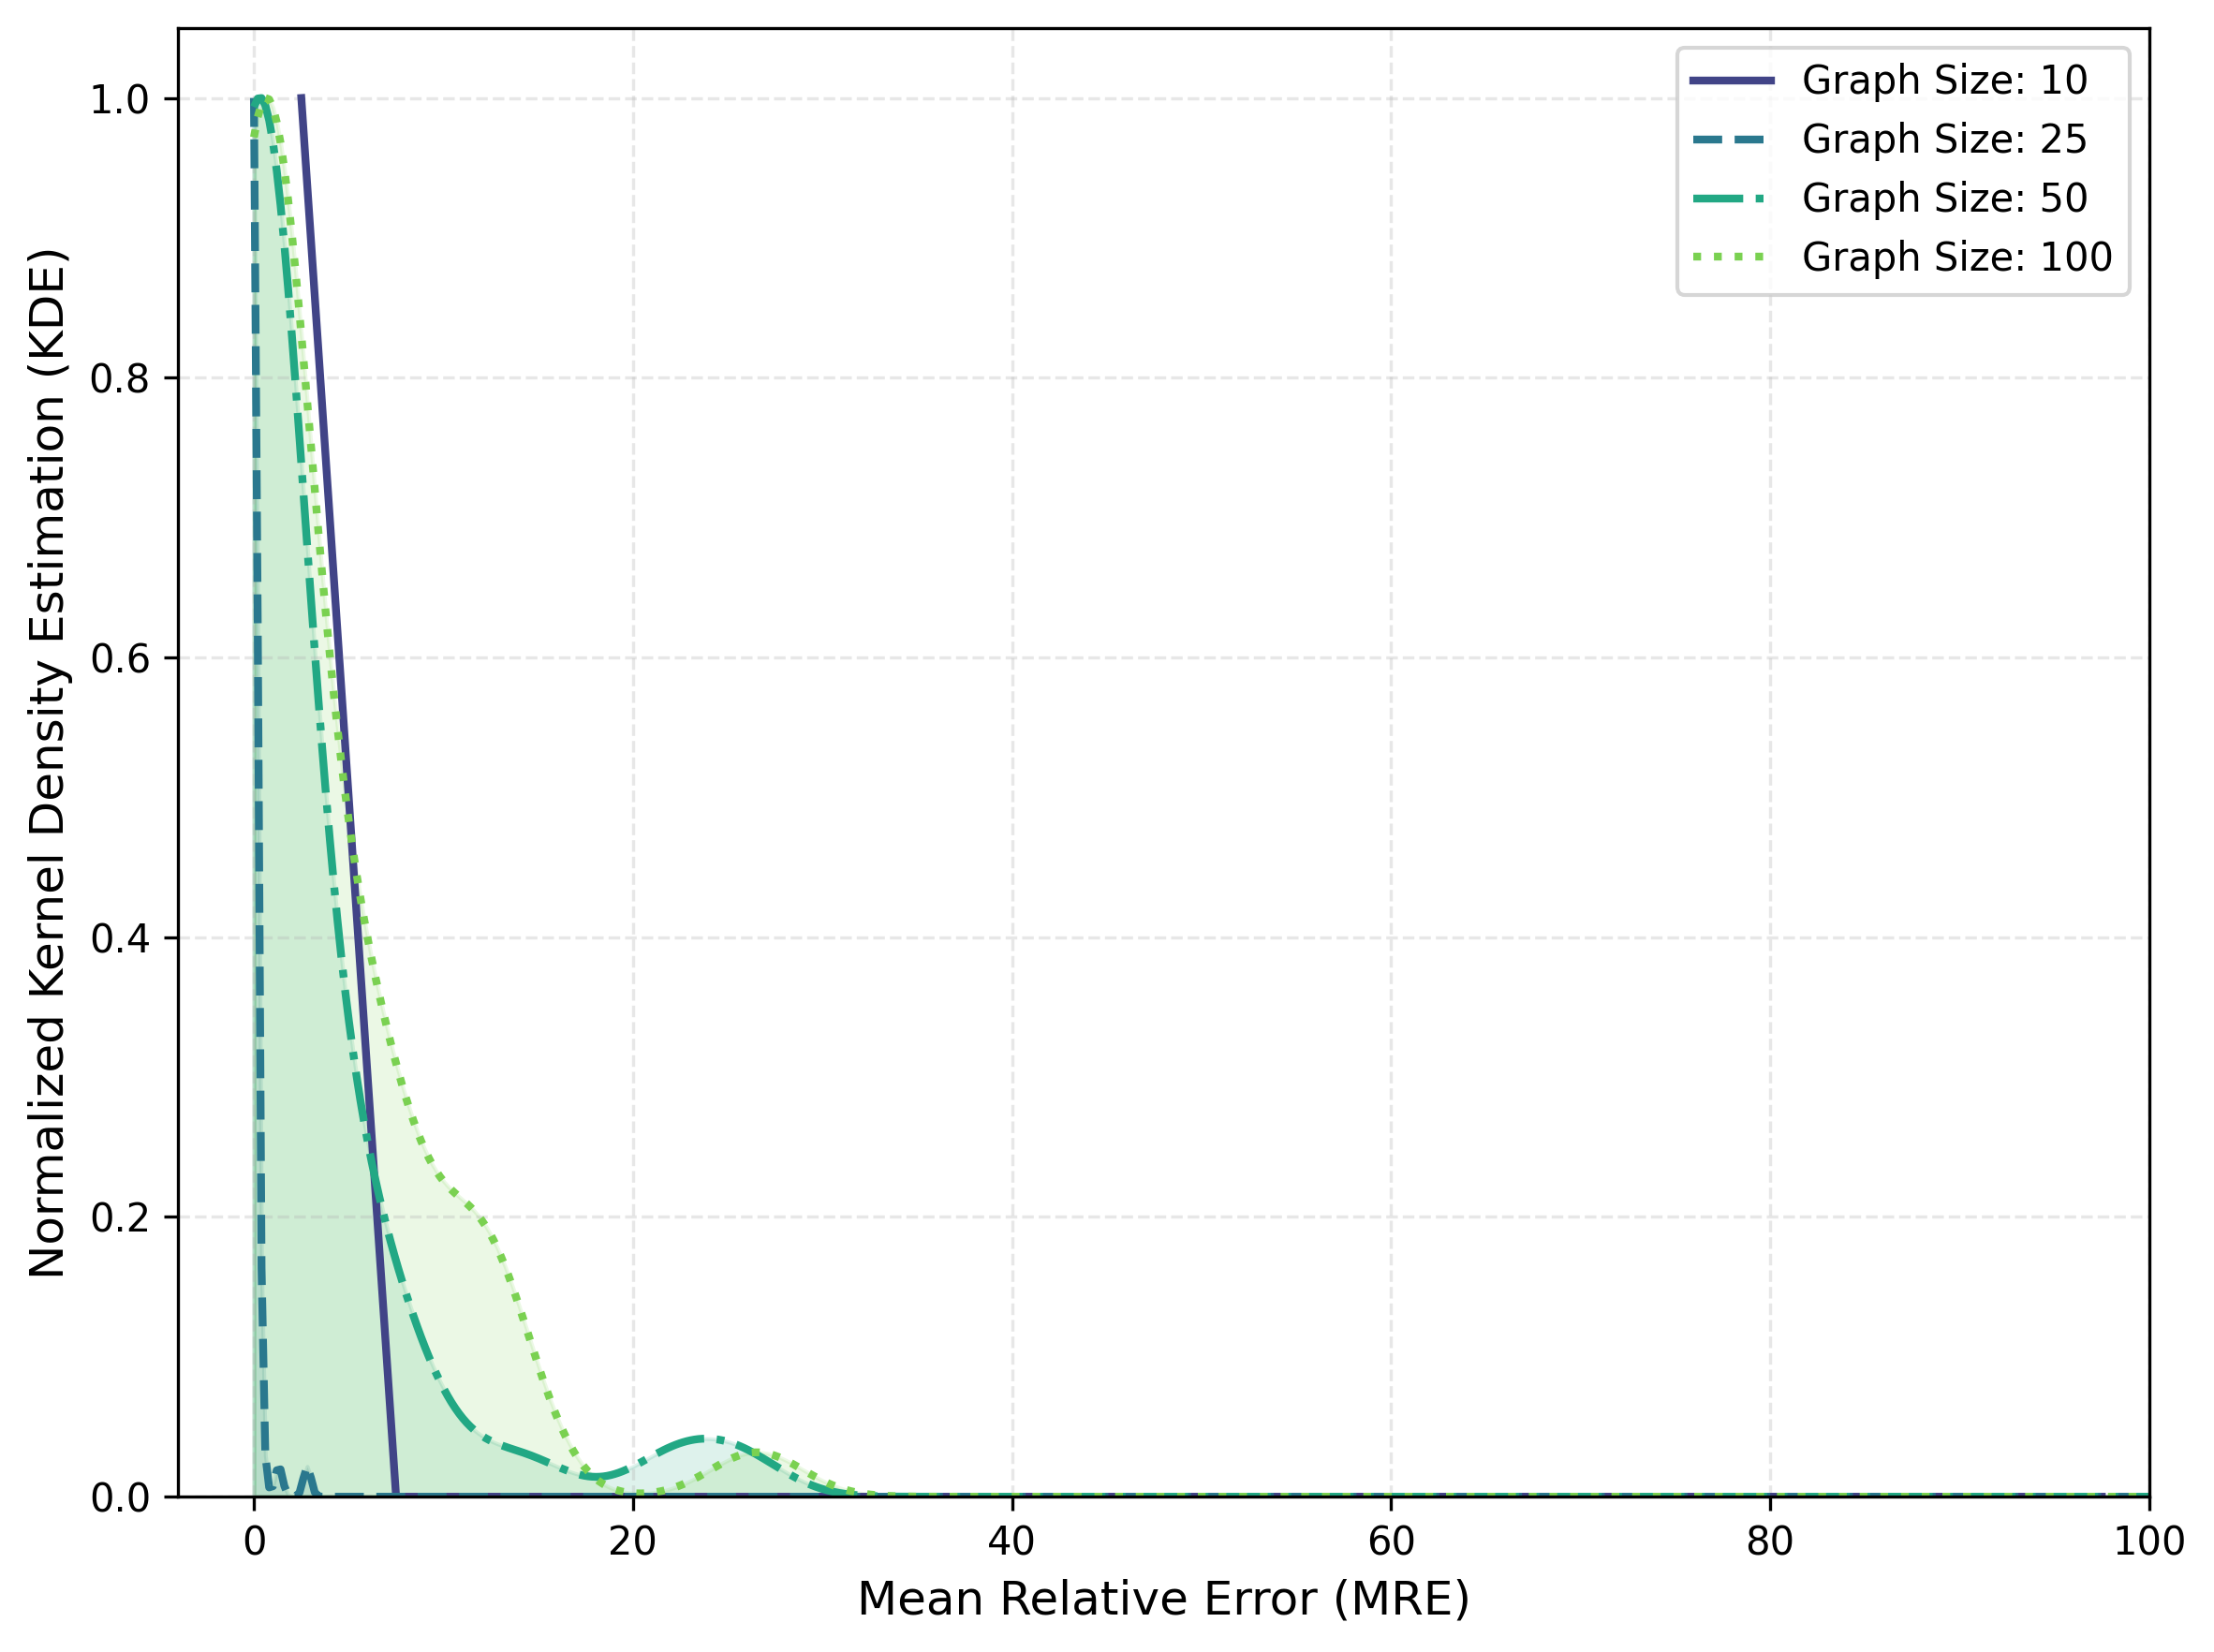 Graph Size: 10
Graph Size: 25
Graph Size: 50
Graph Size: 100
Normalized Kernel Density Estimation (KDE)
1.0
0.8
0.6
0.4
0.2
0.0
0 20 40 60 80 100
Mean Relative Error (MRE)